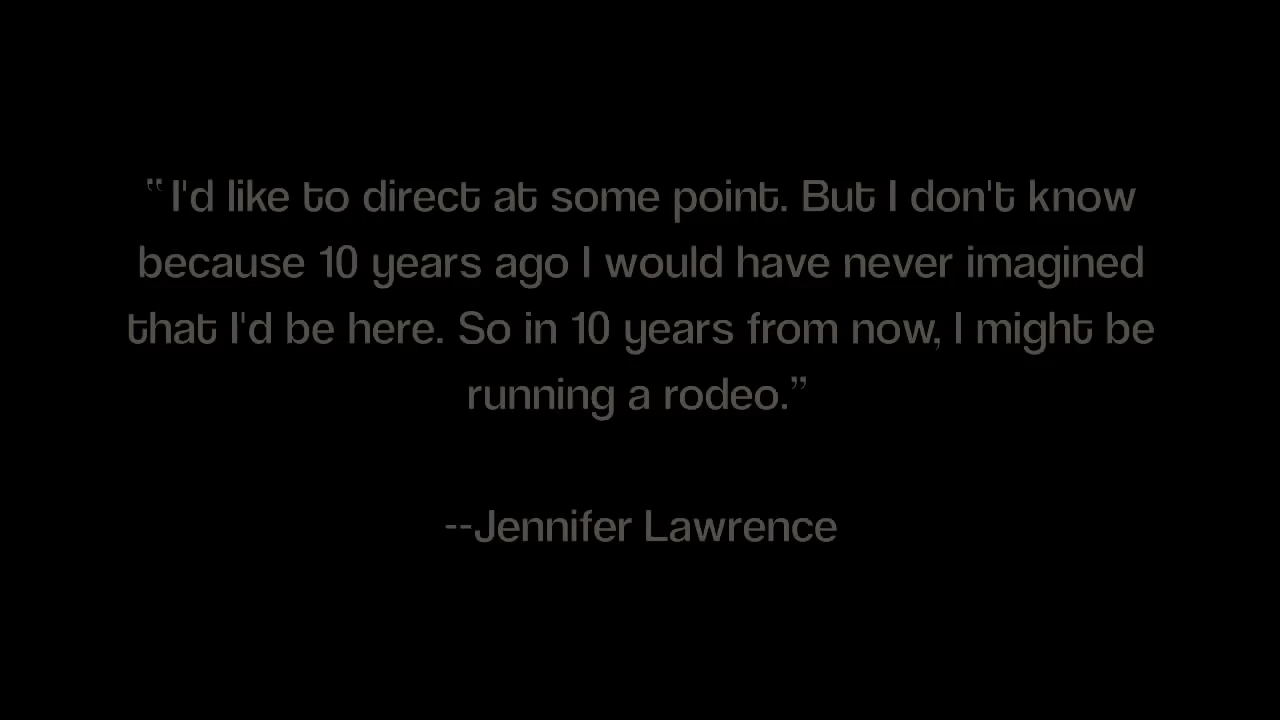 “I'd like to direct at some point. But I don't know
because 10 years ago I would have never imagined
that I'd be here. So in 10 years from now, I might be
running a rodeo.”
--Jennifer Lawrence